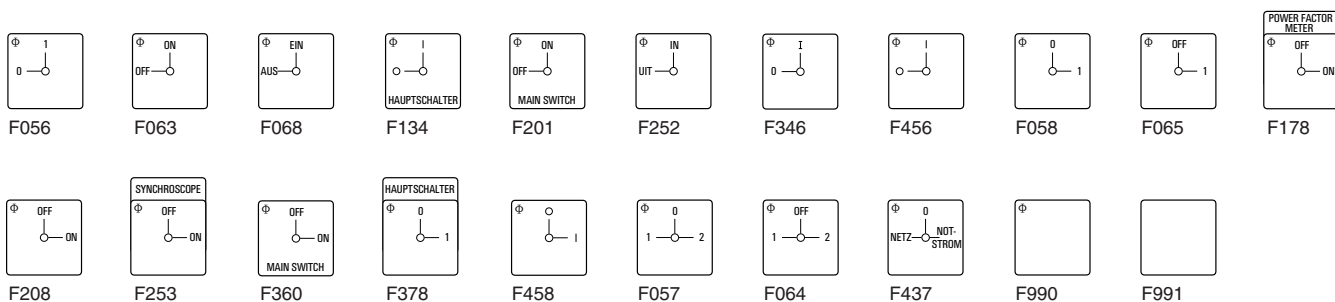 POWER FACTOR
METER
Φ 1
0
Φ ON
OFF
Φ EIN
AUS
Φ I
O
HAUPTSCHALTER
Φ ON
OFF
MAIN SWITCH
Φ IN
UIT
Φ I
0
Φ I
O
Φ 0
1
Φ OFF
1
Φ OFF
ON
F056 F063 F068 F134 F201 F252 F346 F456 F058 F065 F178
SYNCHROSCOPE
HAUPTSCHALTER
Φ OFF
ON
Φ OFF
ON
Φ OFF
ON
MAIN SWITCH
Φ 0
1
Φ O
I
Φ 0
1 2
Φ OFF
1 2
Φ 0
NETZ NOT-
STROM
Φ
F208 F253 F360 F378 F458 F057 F064 F437 F990 F991